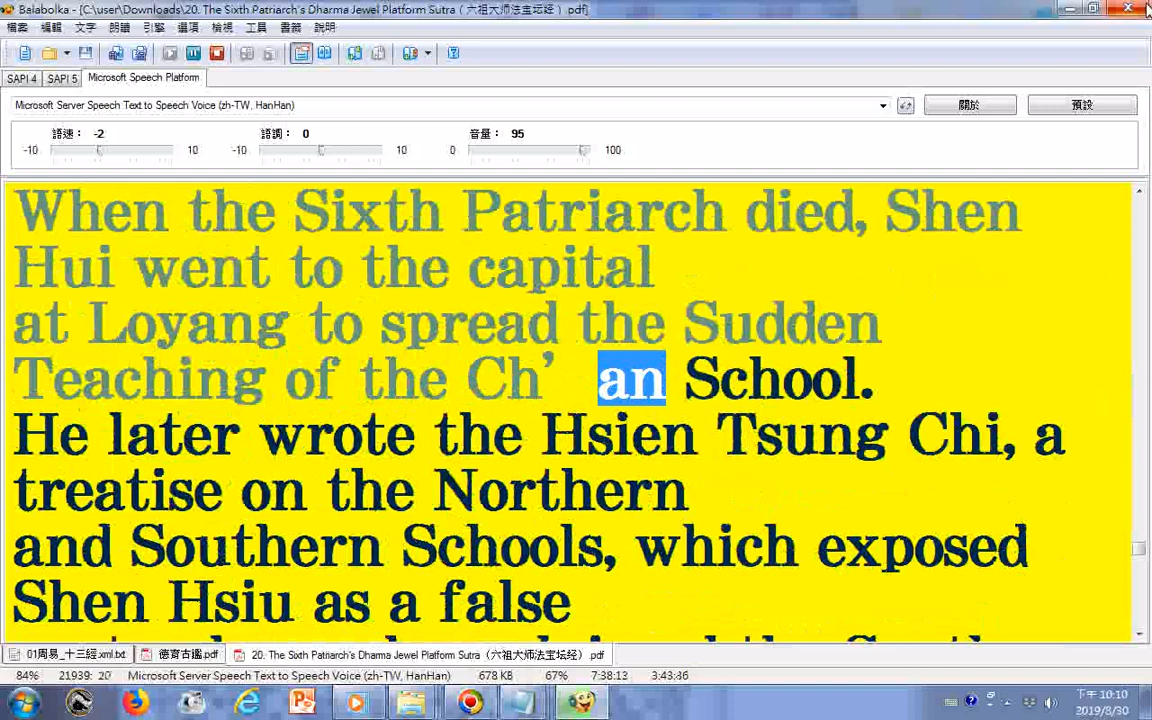 Balabolka - [C:\user\Downloads\20. The Sixth Patriarch's Dharma Jewel Platform Sutra（六祖大师法宝坛经）.pdf]
檔案 編輯 文字 朗讀 引擎 選項 檢視 工具 書籤 說明
SAPI 4 SAPI 5 Microsoft Speech Platform
Microsoft Server Speech Text to Speech Voice (zh-TW, HanHan) 關於 預設
語速： -2 語調： 0 音量： 95
-10 10 -10 10 0 100
When the Sixth Patriarch died, Shen
Hui went to the capital
at Loyang to spread the Sudden
Teaching of the Ch’ an School.
He later wrote the Hsien Tsung Chi, a
treatise on the Northern
and Southern Schools, which exposed
Shen Hsiu as a false
01周易_十三經.xml.txt 德育古鑑.pdf 20. The Sixth Patriarch's Dharma Jewel Platform Sutra（六祖大师法宝坛经）.pdf
84% 21939: 20 Microsoft Server Speech Text to Speech Voice (zh-TW, HanHan) 678 KB 67% 7:38:13 3:43:36
下午 10:10
2019/8/30